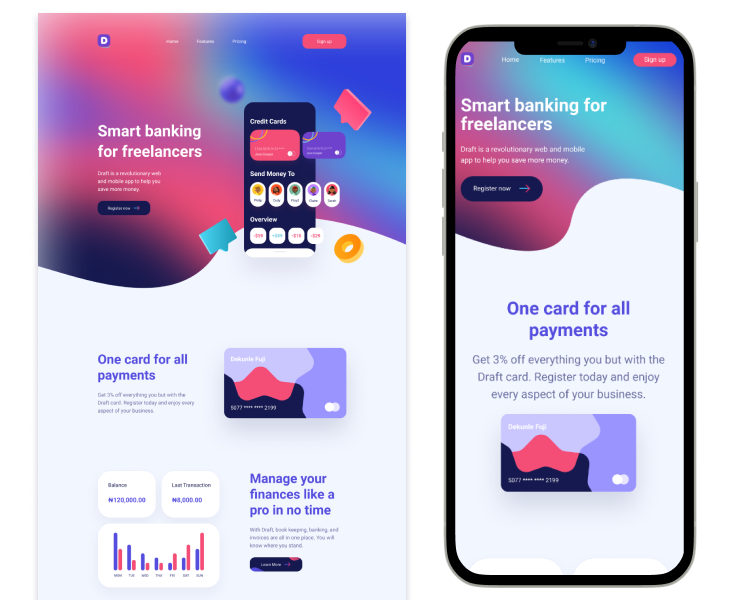 D
Home Features Pricing Sign up
Smart banking
for freelancers
Draft is a revolutionary web
and mobile app to help you
save more money.
Register now
Credit Cards
Send Money To
Philip Cody Floyd Diane Sarah
Overview
One card for all
payments
Get 3% off everything you but with the
Draft card. Register today and enjoy every
aspect of your business.
Dekunle Fuji
5077 **** **** 2199
Balance
₦120,000.00
Last Transaction
₦8,000.00
MON TUE WED THU FRI SAT SUN
Manage your
finances like a
pro in no time
With Draft, book keeping, banking, and
invoices are all in one place. You will
know where you stand.
Learn More
D
Home Features Pricing Sign up
Smart banking for
freelancers
Draft is a revolutionary web and mobile
app to help you save more money.
Register now
One card for all
payments
Get 3% off everything you but with the
Draft card. Register today and enjoy
every aspect of your business.
Dekunle Fuji
5077 **** **** 2199